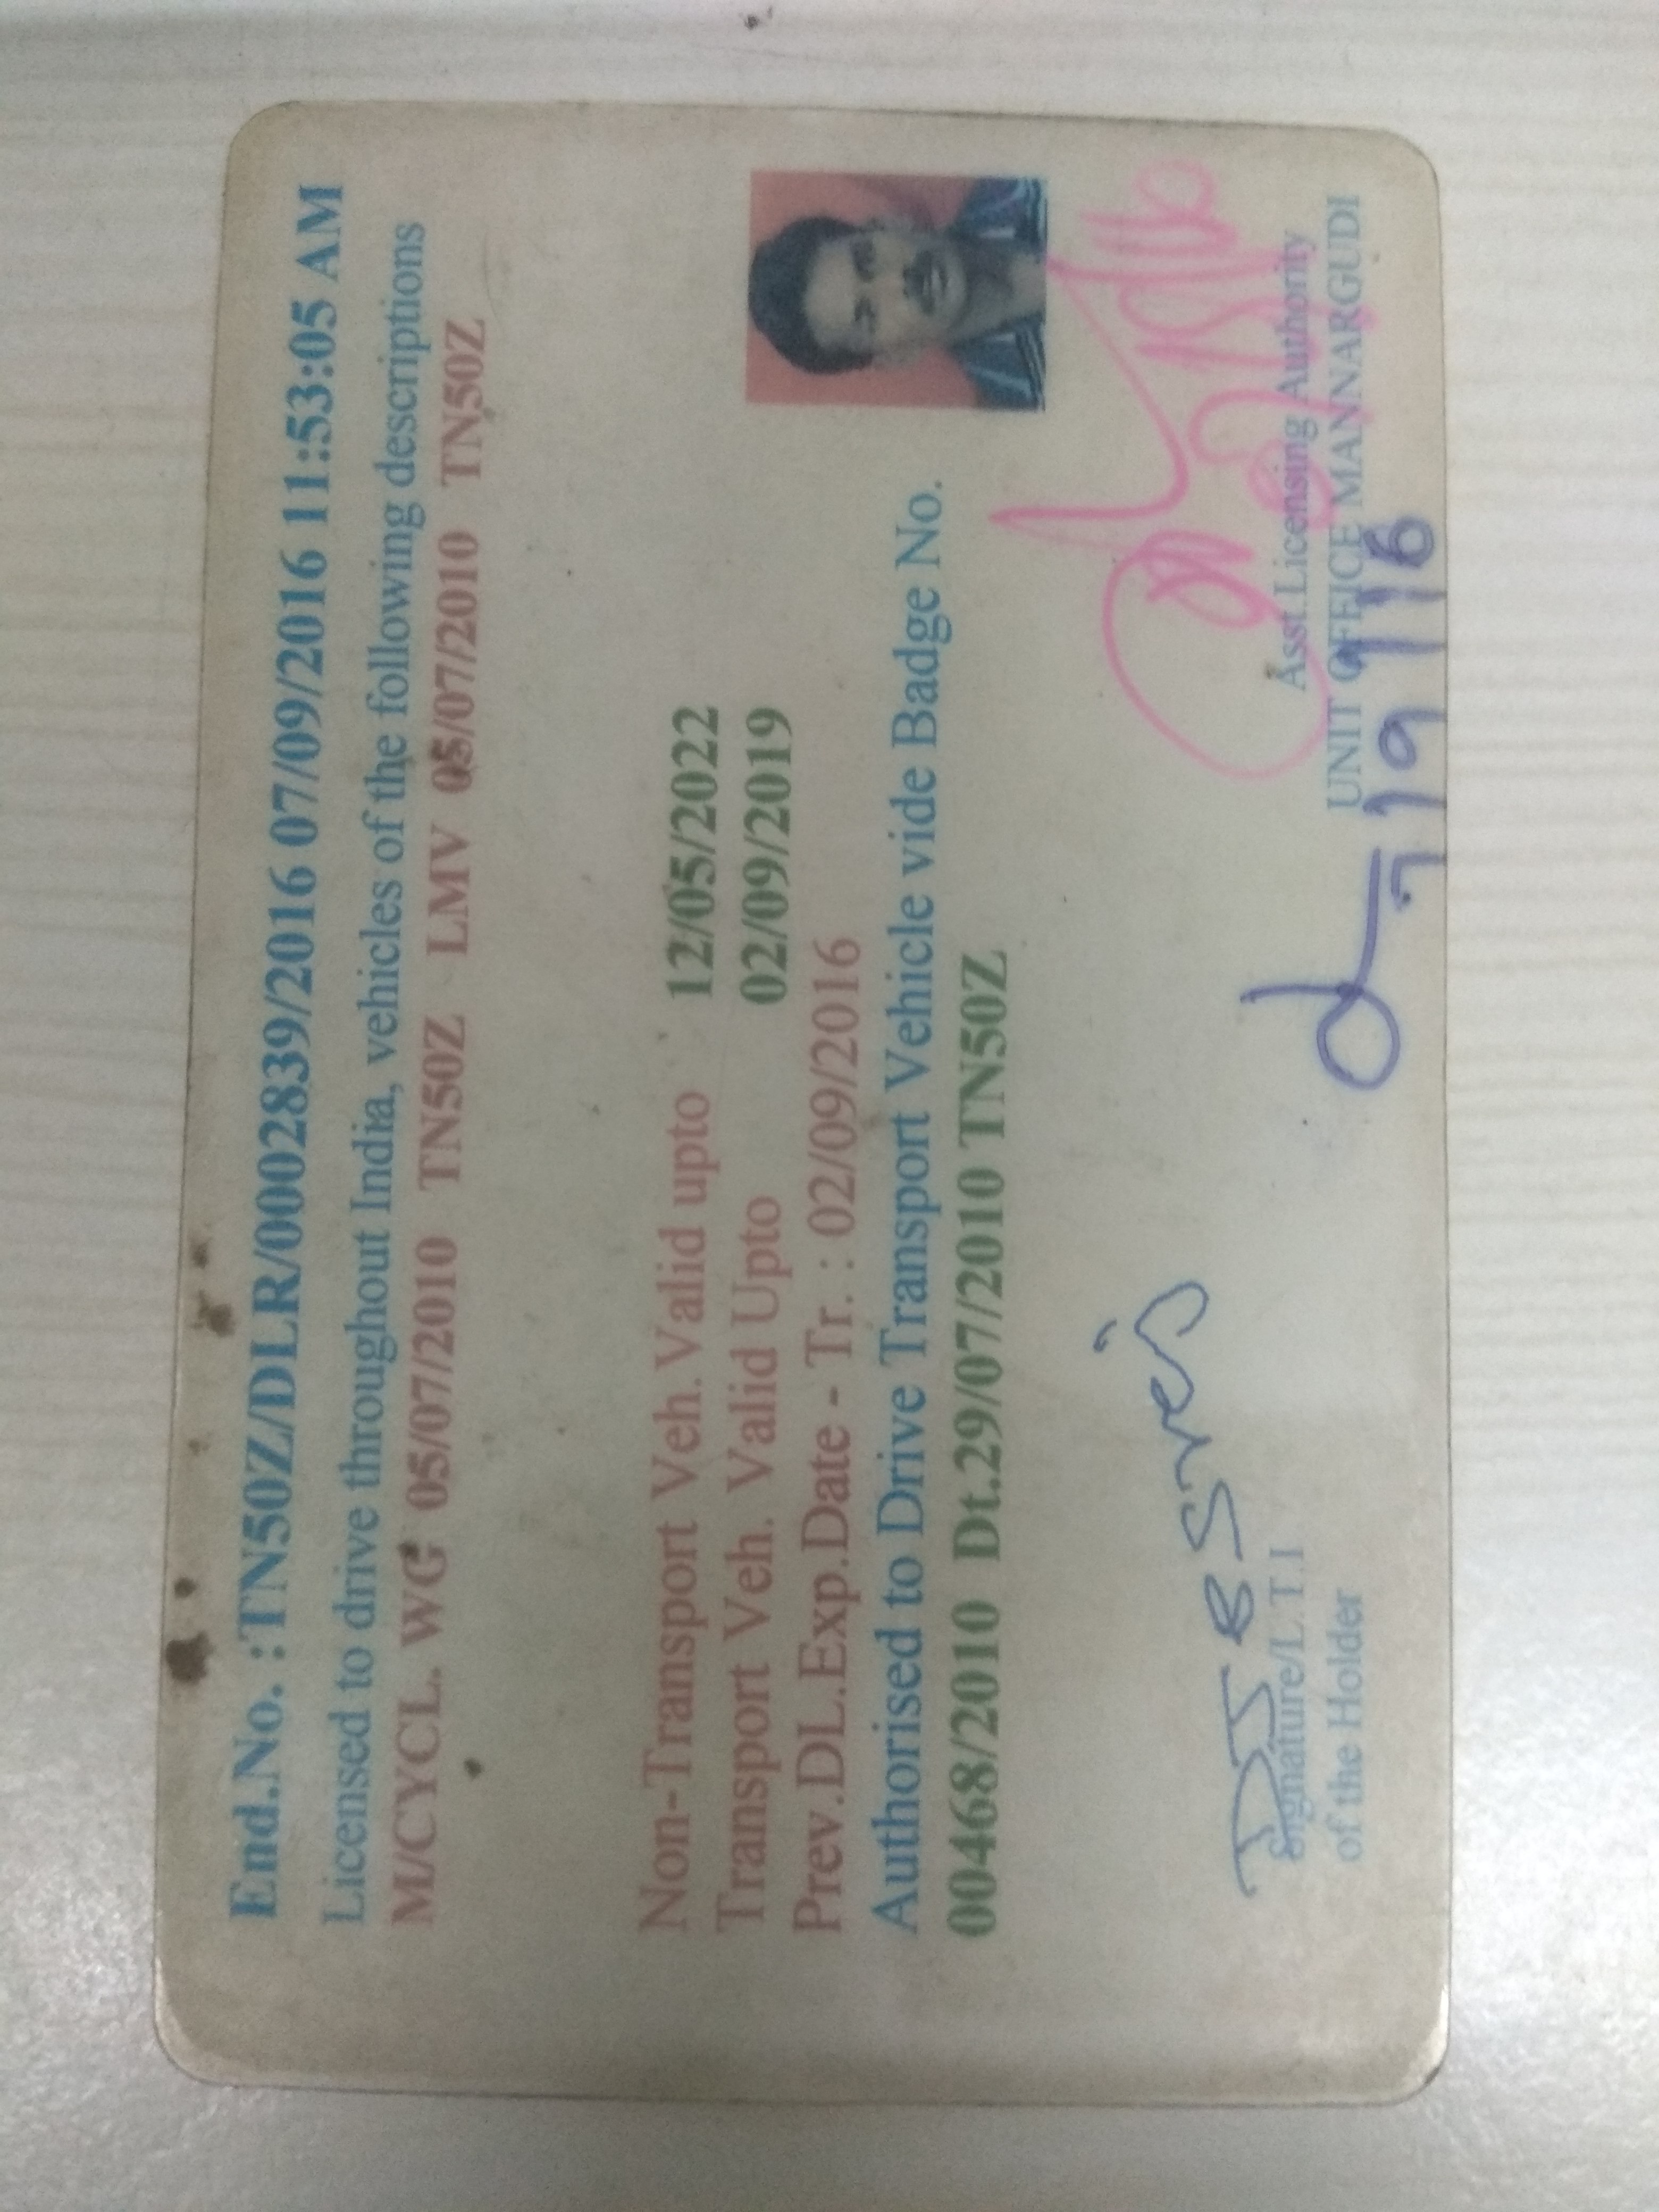 End.No. :TN50Z/DLR/0002839/2016 07/09/2016 11:53:05 AM
Licensed to drive throughout India, vehicles of the following descriptions
M/CYCL. WG 05/07/2010 TN50Z LMV 05/07/2010 TN50Z
Non-Transport Veh. Valid upto 12/05/2022
Transport Veh. Valid Upto 02/09/2019
Prev.DL.Exp.Date - Tr. : 02/09/2016
Authorised to Drive Transport Vehicle vide Badge No.
00468/2010 Dt.29/07/2010 TN50Z
Signature/L.T.I
of the Holder
Asst.Licensing Authority
UNIT OFFICE MANNARGUDI
7/9/16